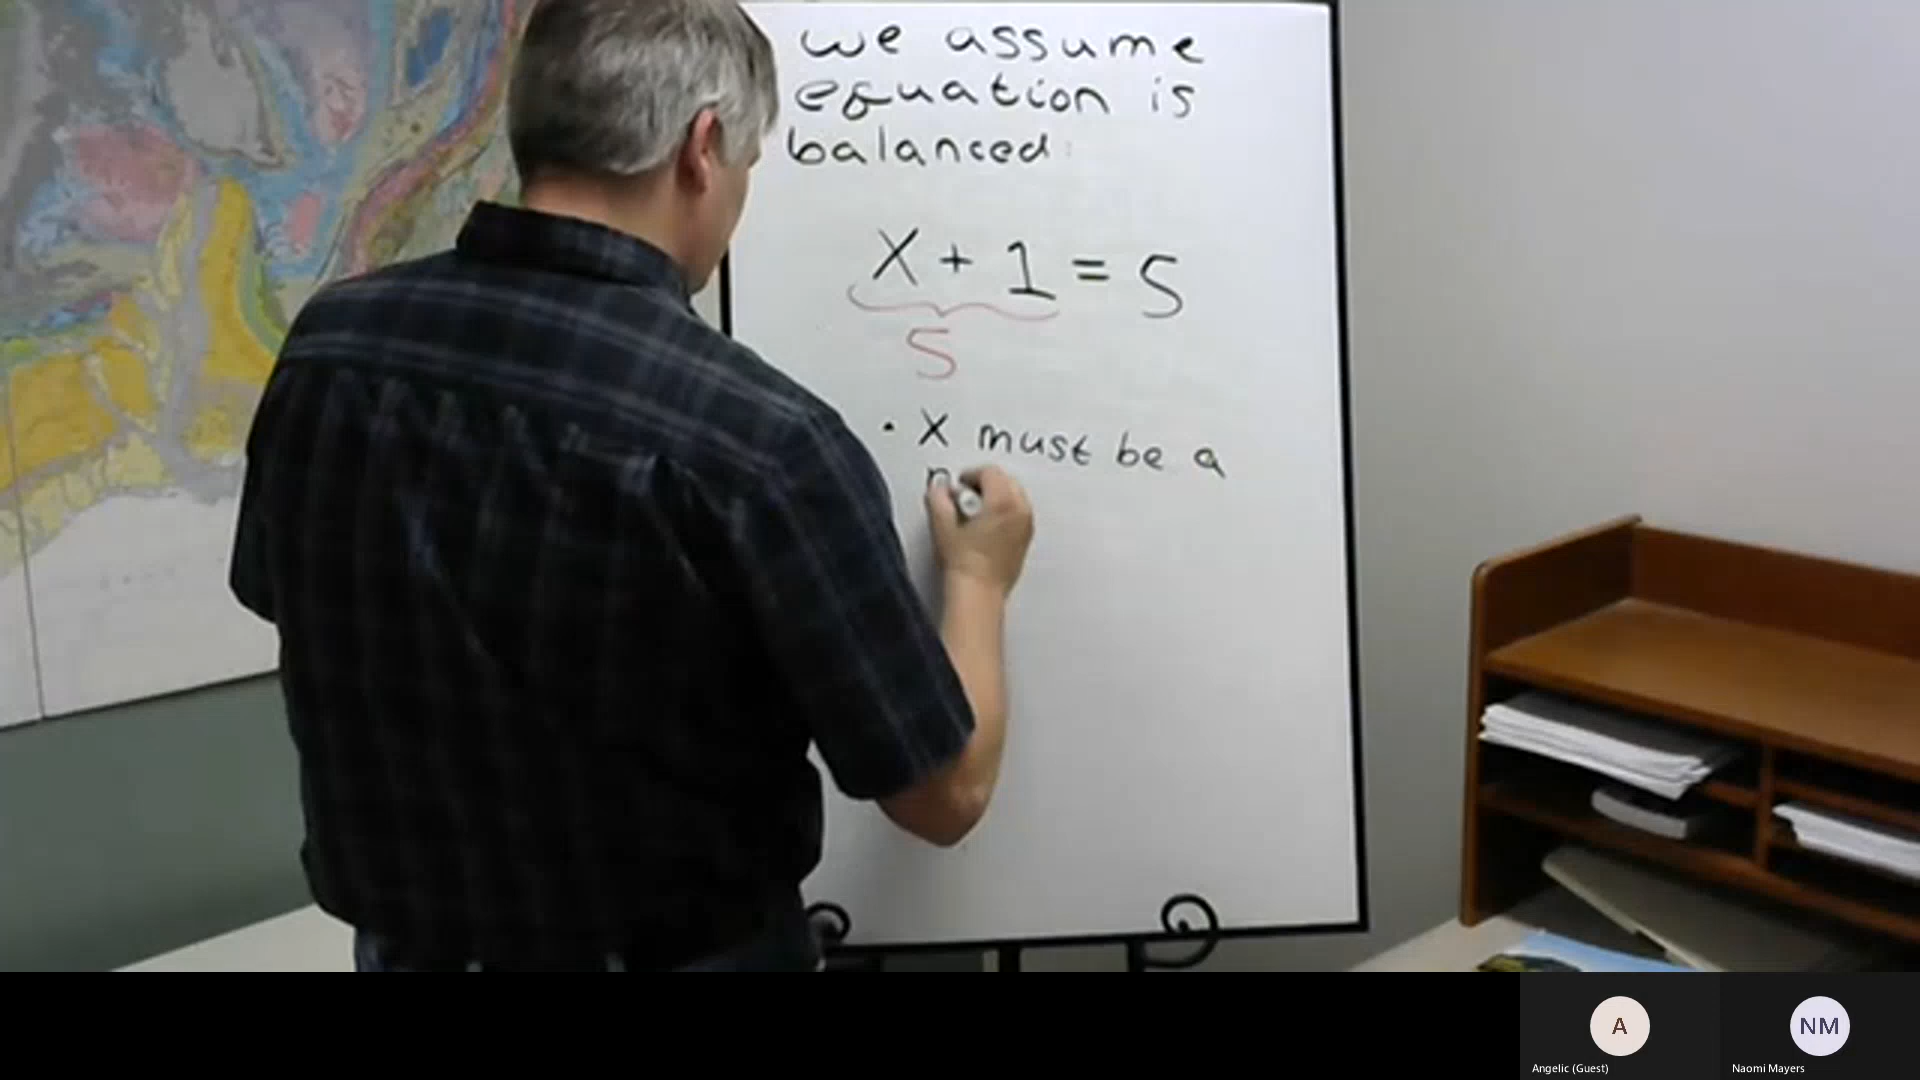 we assume
equation is
balanced:
X + 1 = 5
5
• X must be a
n
A
NM
Angelic (Guest)
Naomi Mayers